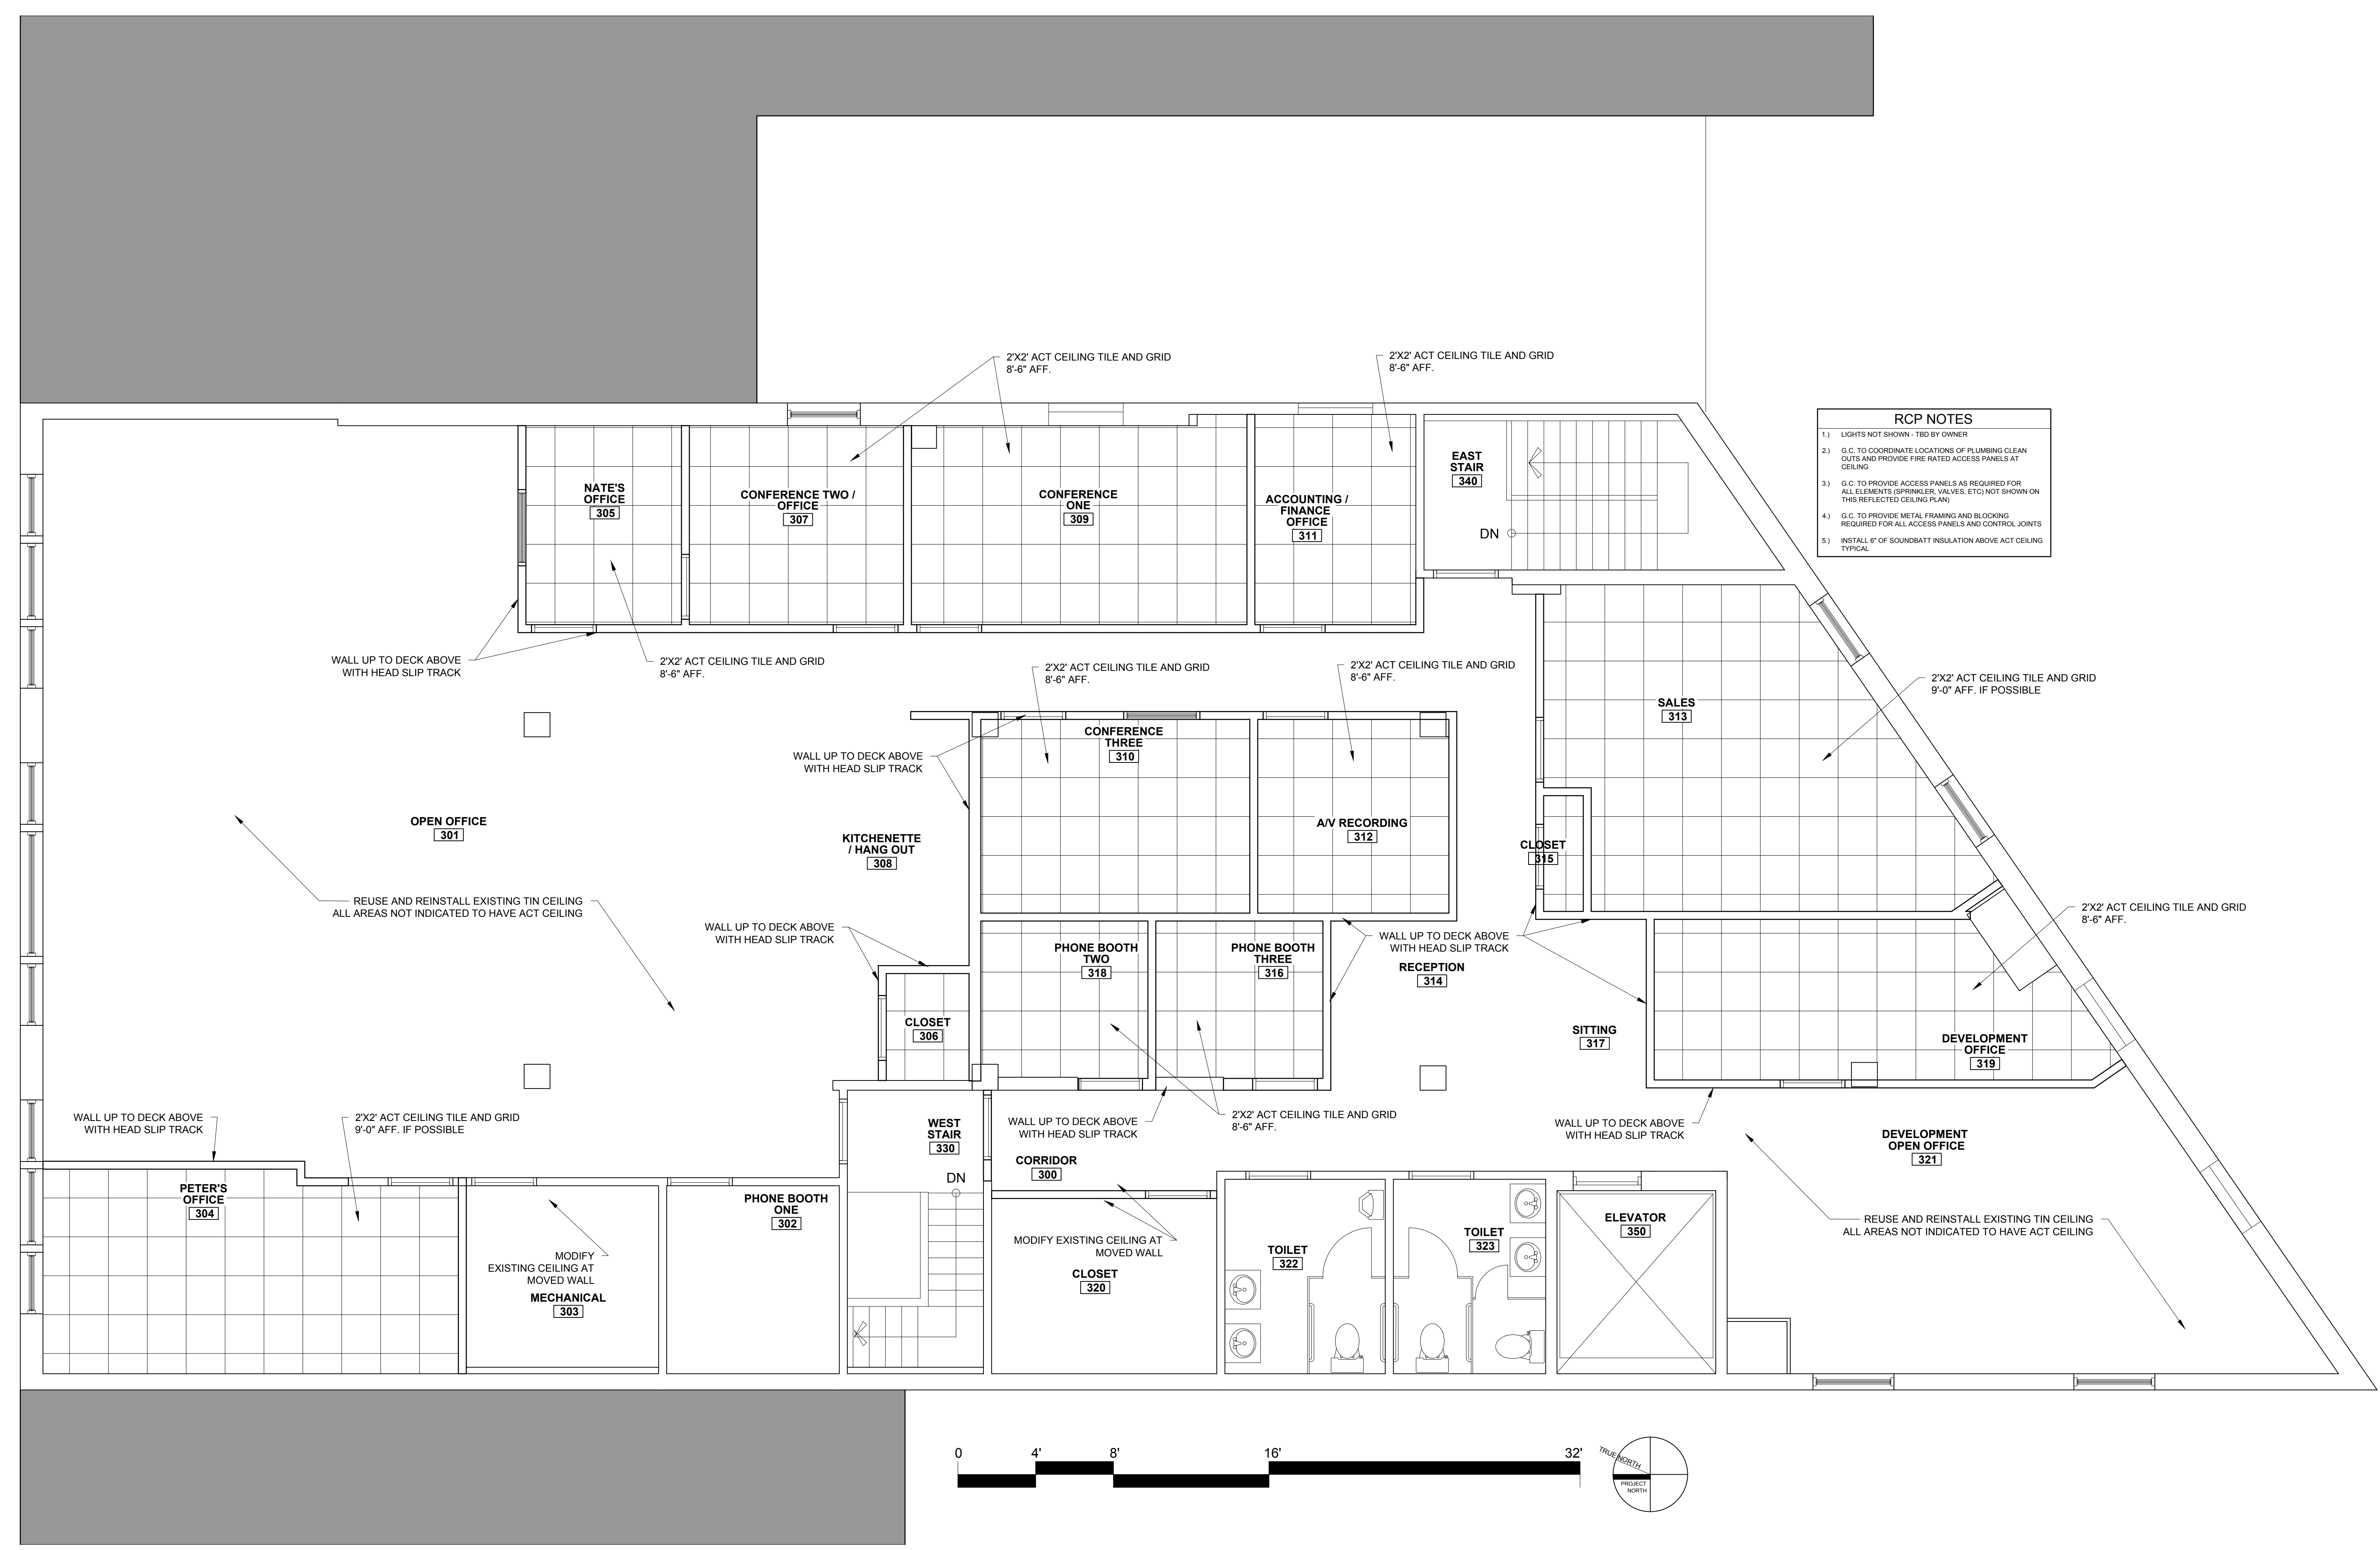 2'X2' ACT CEILING TILE AND GRID
8'-6" AFF.
2'X2' ACT CEILING TILE AND GRID
8'-6" AFF.
RCP NOTES
1.) LIGHTS NOT SHOWN - TBD BY OWNER
2.) G.C. TO COORDINATE LOCATIONS OF PLUMBING CLEAN
OUTS AND PROVIDE FIRE RATED ACCESS PANELS AT
CEILING
3.) G.C. TO PROVIDE ACCESS PANELS AS REQUIRED FOR
ALL ELEMENTS (SPRINKLER, VALVES, ETC) NOT SHOWN ON
THIS REFLECTED CEILING PLAN)
4.) G.C. TO PROVIDE METAL FRAMING AND BLOCKING
REQUIRED FOR ALL ACCESS PANELS AND CONTROL JOINTS
5.) INSTALL 6" OF SOUNDBATT INSULATION ABOVE ACT CEILING
TYPICAL
NATE'S
OFFICE
305
CONFERENCE TWO /
OFFICE
307
CONFERENCE
ONE
309
ACCOUNTING /
FINANCE
OFFICE
311
EAST
STAIR
340
DN
WALL UP TO DECK ABOVE
WITH HEAD SLIP TRACK
2'X2' ACT CEILING TILE AND GRID
8'-6" AFF.
2'X2' ACT CEILING TILE AND GRID
8'-6" AFF.
2'X2' ACT CEILING TILE AND GRID
8'-6" AFF.
2'X2' ACT CEILING TILE AND GRID
9'-0" AFF. IF POSSIBLE
SALES
313
WALL UP TO DECK ABOVE
WITH HEAD SLIP TRACK
CONFERENCE
THREE
310
OPEN OFFICE
301
KITCHENETTE
/ HANG OUT
308
A/V RECORDING
312
CLOSET
315
REUSE AND REINSTALL EXISTING TIN CEILING
ALL AREAS NOT INDICATED TO HAVE ACT CEILING
WALL UP TO DECK ABOVE
WITH HEAD SLIP TRACK
2'X2' ACT CEILING TILE AND GRID
8'-6" AFF.
WALL UP TO DECK ABOVE
WITH HEAD SLIP TRACK
PHONE BOOTH
TWO
318
PHONE BOOTH
THREE
316
RECEPTION
314
CLOSET
306
SITTING
317
DEVELOPMENT
OFFICE
319
WALL UP TO DECK ABOVE
WITH HEAD SLIP TRACK
2'X2' ACT CEILING TILE AND GRID
9'-0" AFF. IF POSSIBLE
WEST
STAIR
330
DN
WALL UP TO DECK ABOVE
WITH HEAD SLIP TRACK
2'X2' ACT CEILING TILE AND GRID
8'-6" AFF.
WALL UP TO DECK ABOVE
WITH HEAD SLIP TRACK
DEVELOPMENT
OPEN OFFICE
321
CORRIDOR
300
PETER'S
OFFICE
304
PHONE BOOTH
ONE
302
MODIFY
EXISTING CEILING AT
MOVED WALL
MECHANICAL
303
MODIFY EXISTING CEILING AT
MOVED WALL
CLOSET
320
TOILET
322
TOILET
323
ELEVATOR
350
REUSE AND REINSTALL EXISTING TIN CEILING
ALL AREAS NOT INDICATED TO HAVE ACT CEILING
0 4' 8' 16' 32'
TRUE NORTH
PROJECT
NORTH